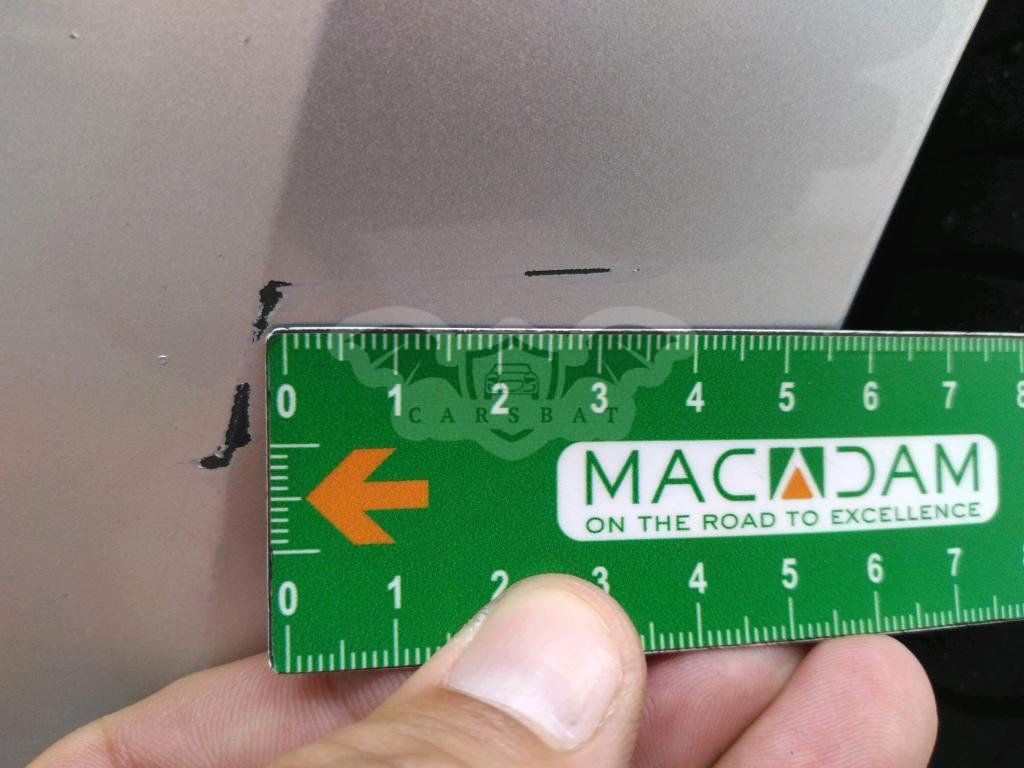 0 1 2 3 4 5 6 7 8
CARSBAT
MACADAM
ON THE ROAD TO EXCELLENCE
0 1 2 3 4 5 6 7